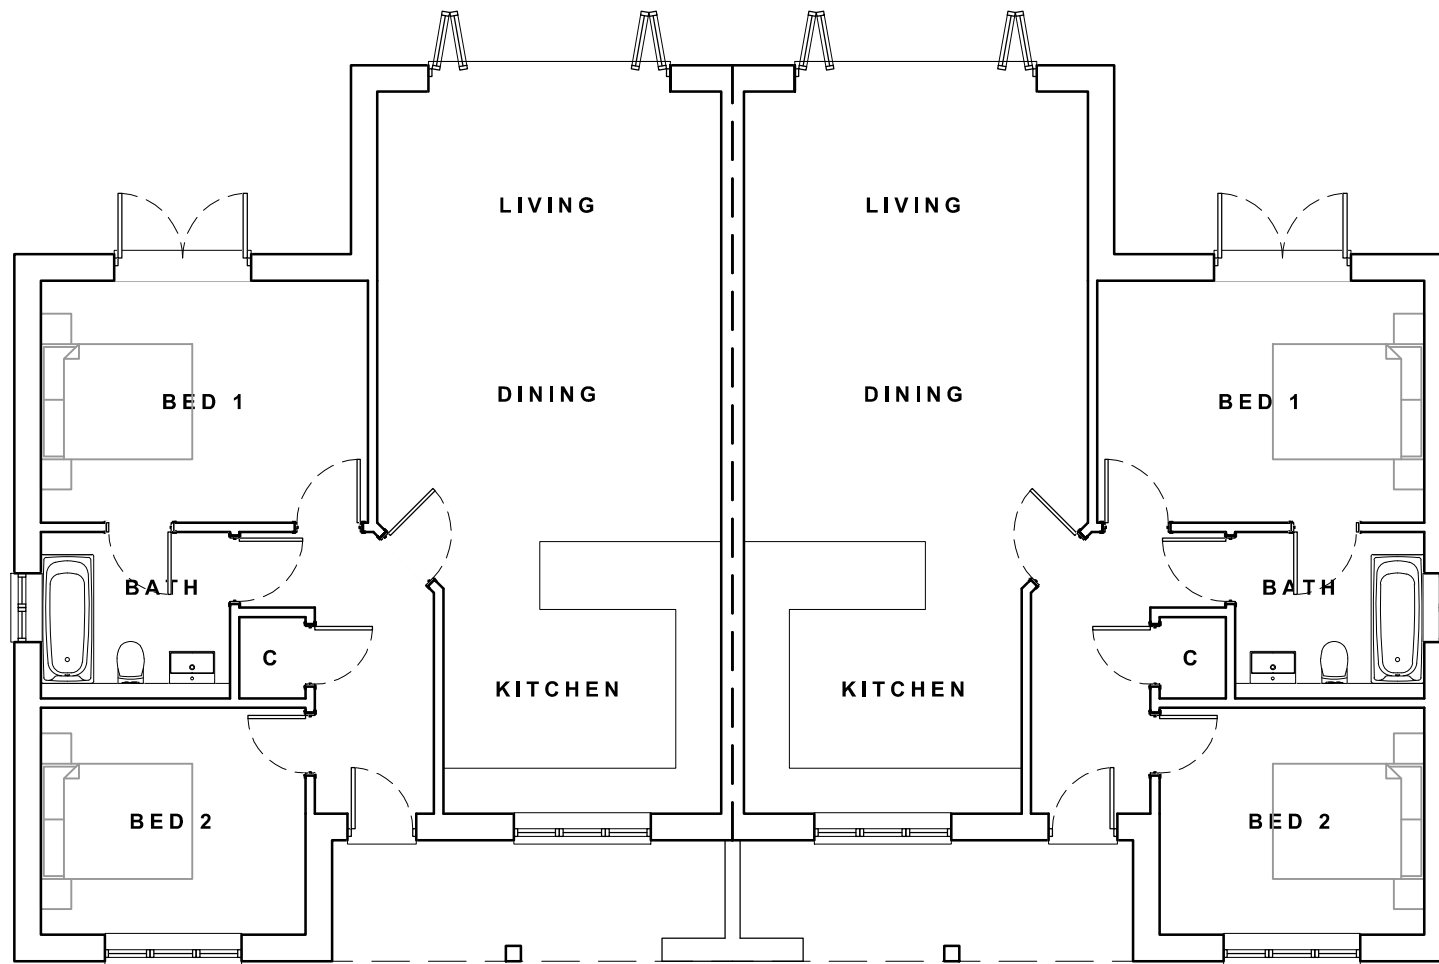 LIVING
LIVING
DINING
DINING
BED 1
BED 1
BATH
BATH
C
C
KITCHEN
KITCHEN
BED 2
BED 2